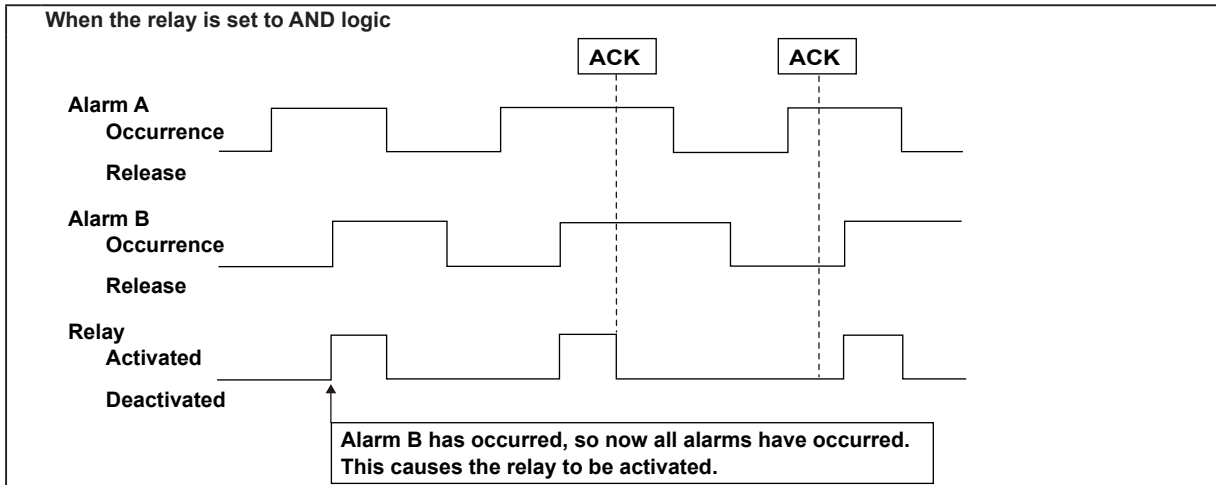 When the relay is set to AND logic
ACK ACK
Alarm A
Occurrence
Release
Alarm B
Occurrence
Release
Relay
Activated
Deactivated
Alarm B has occurred, so now all alarms have occurred.
This causes the relay to be activated.